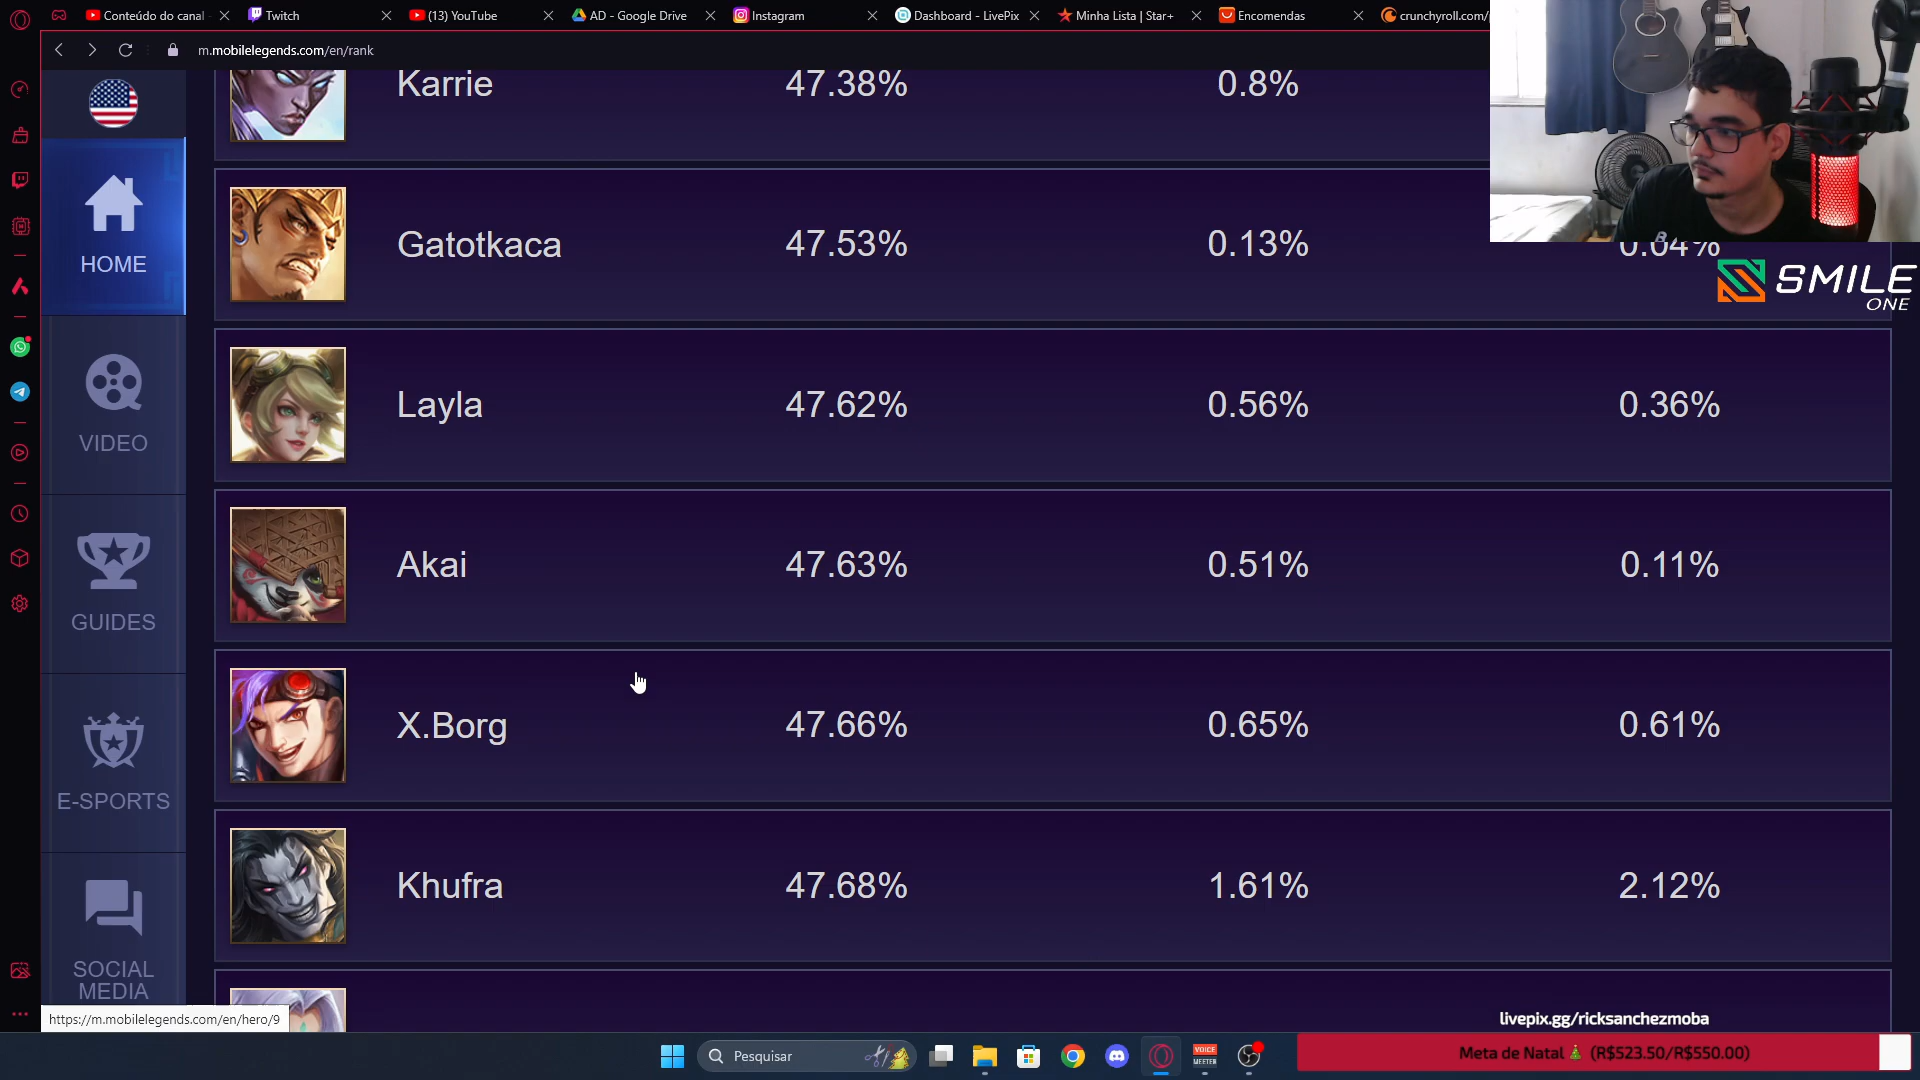 Conteúdo do canal
Twitch
(13) YouTube
AD - Google Drive
Instagram
Dashboard - LivePix
Minha Lista | Star+
Encomendas
crunchyroll.com/
m.mobilelegends.com/en/rank
Karrie 47.38% 0.8%
HOME
Gatotkaca 47.53% 0.13% 0.04%
SMILE
ONE
Layla 47.62% 0.56% 0.36%
VIDEO
Akai 47.63% 0.51% 0.11%
GUIDES
X.Borg 47.66% 0.65% 0.61%
E-SPORTS
Khufra 47.68% 1.61% 2.12%
SOCIAL
MEDIA
https://m.mobilelegends.com/en/hero/9
livepix.gg/ricksanchezmoba
Pesquisar
VOICE
MEETER
Meta de Natal (R$523.50/R$550.00)